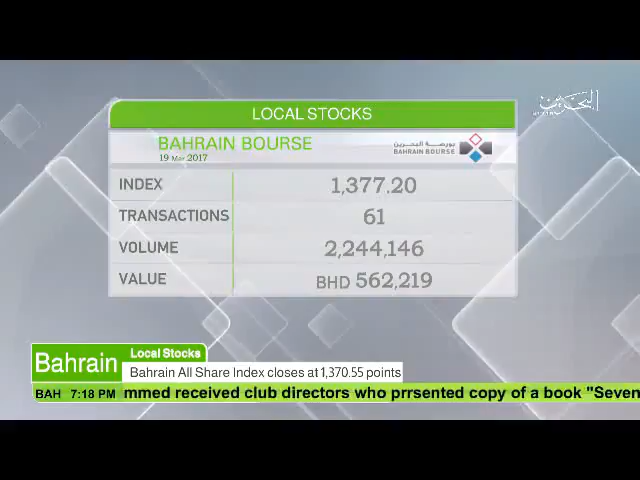 LOCAL STOCKS
البحرين
BAHRAIN BOURSE
19 Mar 2017
بورصة البحرين
BAHRAIN BOURSE
INDEX 1,377.20
TRANSACTIONS 61
VOLUME 2,244,146
VALUE BHD 562,219
Local Stocks
Bahrain
Bahrain All Share Index closes at 1,370.55 points
BAH 7:18 PM mmed received club directors who prrsented copy of a book "Seven